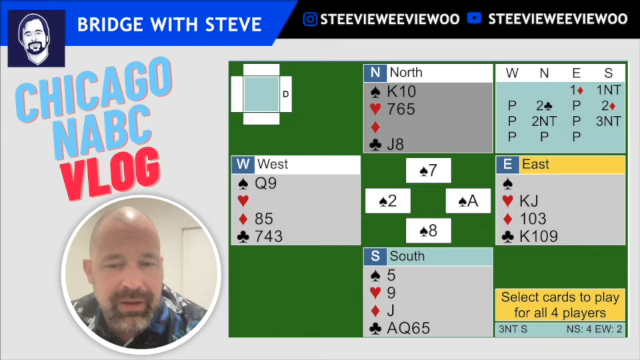 BRIDGE WITH STEVE
STEEVIEWEEVIEWOO
STEEVIEWEEVIEWOO
CHICAGO
NABC
VLOG
D
N North
♠ K10
♥ 765
♦
♣ J8
W N E S
1♦ 1NT
P 2♣ P 2♦
P 2NT P 3NT
P P P
W West
♠ Q9
♥
♦ 85
♣ 743
♠7
♠2
♠A
♠8
E East
♠
♥ KJ
♦ 103
♣ K109
S South
♠ 5
♥ 9
♦ J
♣ AQ65
Select cards to play
for all 4 players
3NT S NS: 4 EW: 2